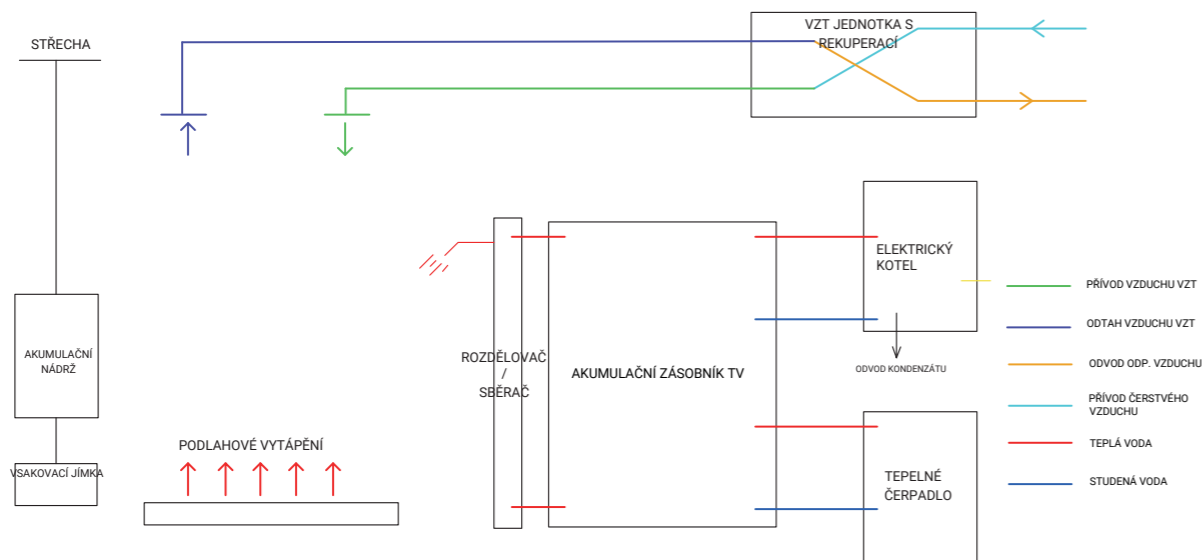 STŘECHA
VZT JEDNOTKA S
REKUPERACÍ
ELEKTRICKÝ
KOTEL
PŘÍVOD VZDUCHU VZT
ODTAH VZDUCHU VZT
AKUMULAČNÍ
NÁDRŽ
ROZDĚLOVAČ
/
SBĚRAČ
AKUMULAČNÍ ZÁSOBNÍK TV
ODVOD KONDENZÁTU
ODVOD ODP. VZDUCHU
PŘÍVOD ČERSTVÉHO
VZDUCHU
PODLAHOVÉ VYTÁPĚNÍ
TEPLÁ VODA
VSAKOVACÍ JÍMKA
TEPELNÉ
ČERPADLO
STUDENÁ VODA